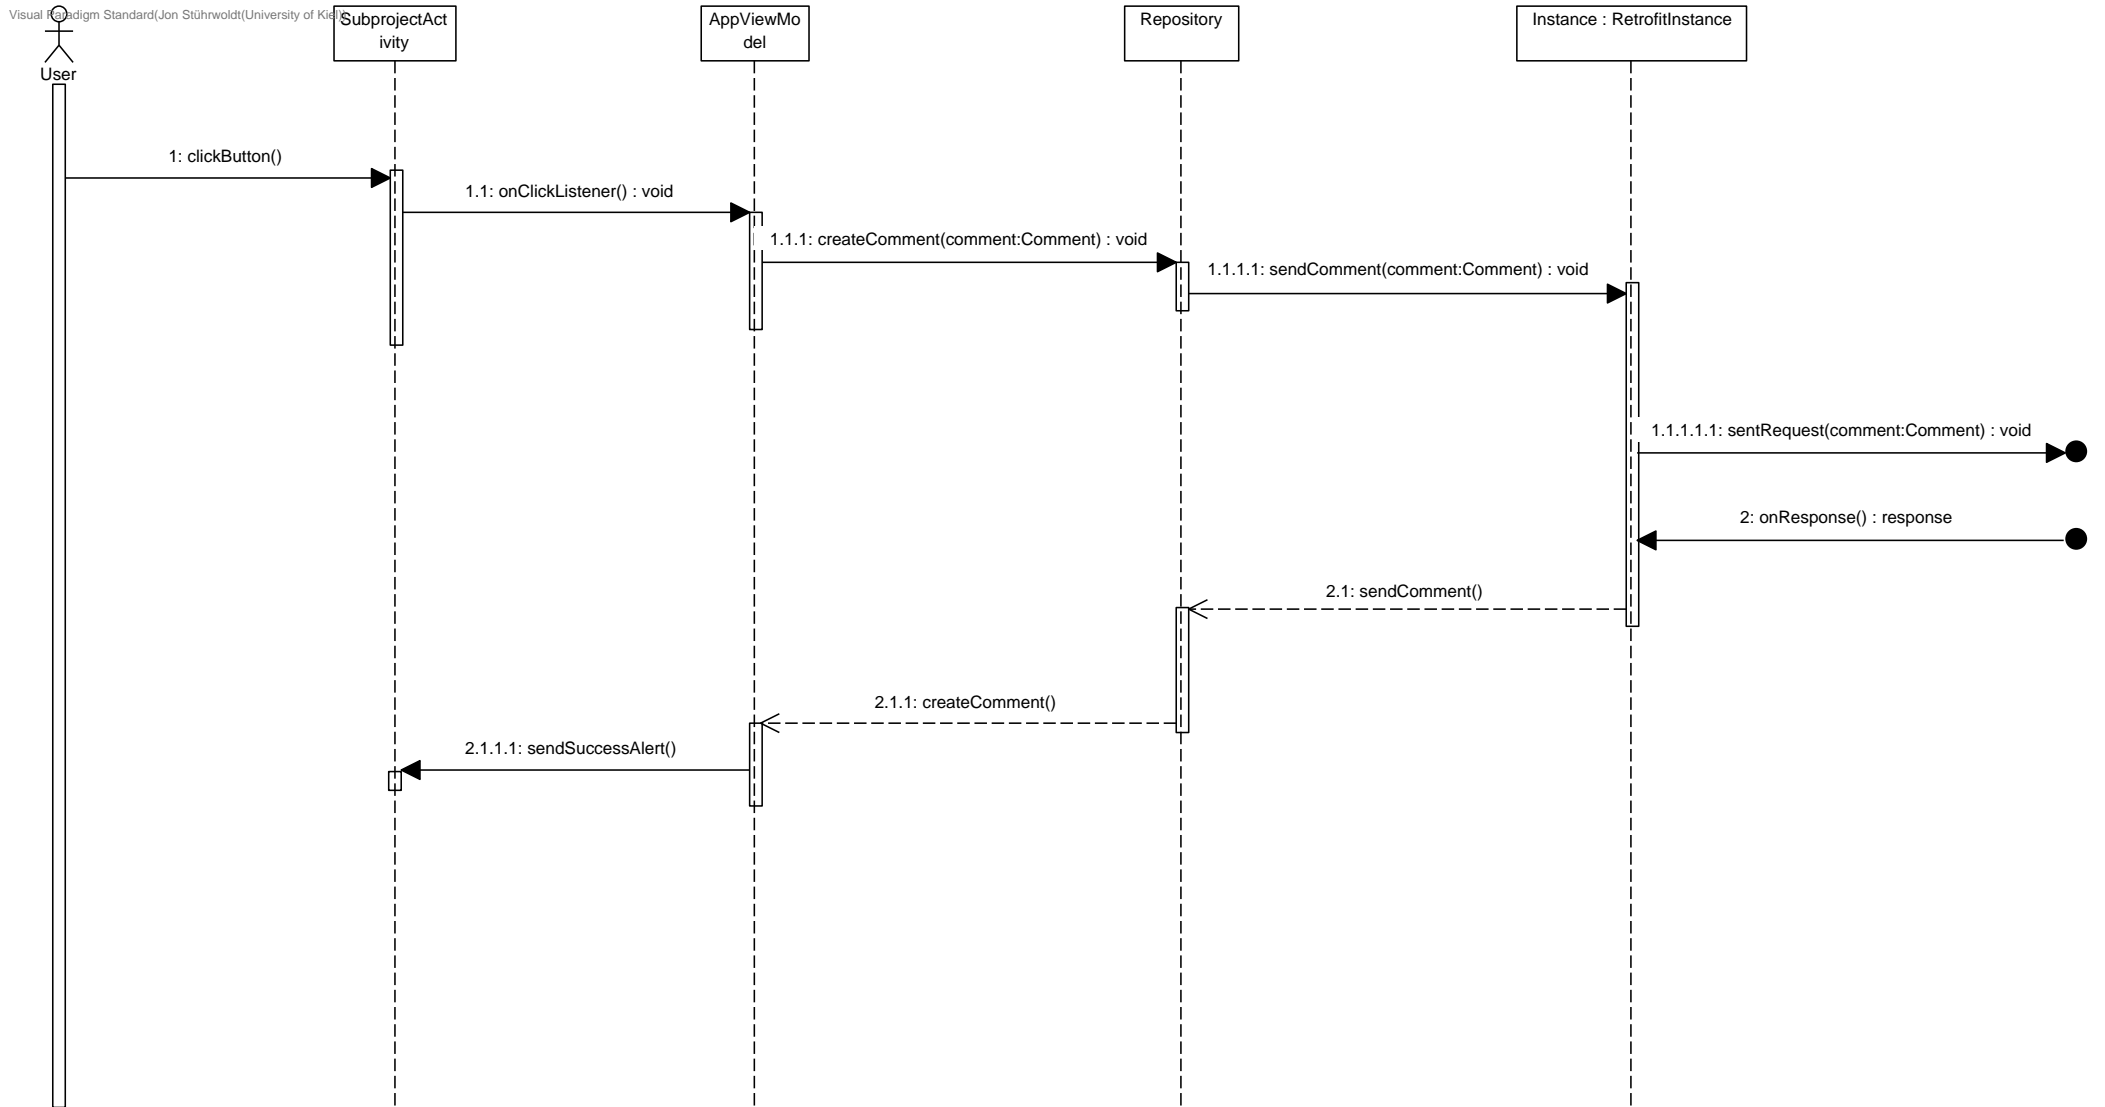 Visual Paradigm Standard(Jon Stührwoldt(University of Kiel))
User
SubprojectAct
ivity
AppViewMo
del
Repository
Instance : RetrofitInstance
1: clickButton()
1.1: onClickListener() : void
1.1.1: createComment(comment:Comment) : void
1.1.1.1: sendComment(comment:Comment) : void
1.1.1.1.1: sentRequest(comment:Comment) : void
2: onResponse() : response
2.1: sendComment()
2.1.1: createComment()
2.1.1.1: sendSuccessAlert()